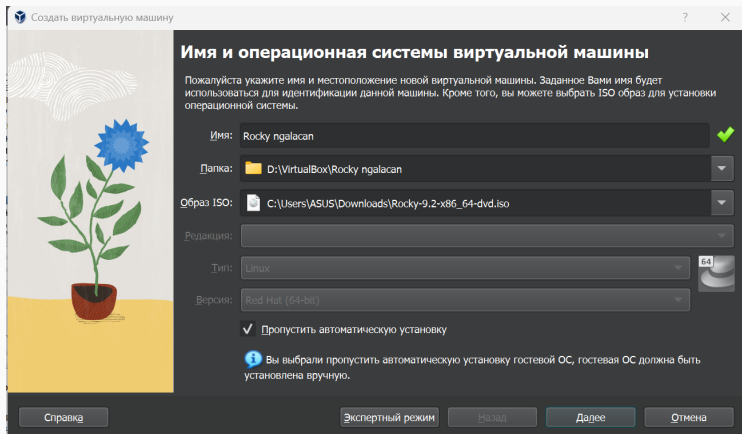 Создать виртуальную машину
Имя и операционная системы виртуальной машины
Пожалуйста укажите имя и местоположение новой виртуальной машины. Заданное Вами имя будет
использоваться для идентификации данной машины. Кроме того, вы можете выбрать ISO образ для установки
операционной системы.
Имя: Rocky ngalacan
Папка: D:\VirtualBox\Rocky ngalacan
Образ ISO: C:\Users\ASUS\Downloads\Rocky-9.2-x86_64-dvd.iso
Редакция:
Тип: Linux
64
Версия: Red Hat (64-bit)
Пропустить автоматическую установку
Вы выбрали пропустить автоматическую установку гостевой ОС, гостевая ОС должна быть
установлена вручную.
Справка Экспертный режим Назад Далее Отмена